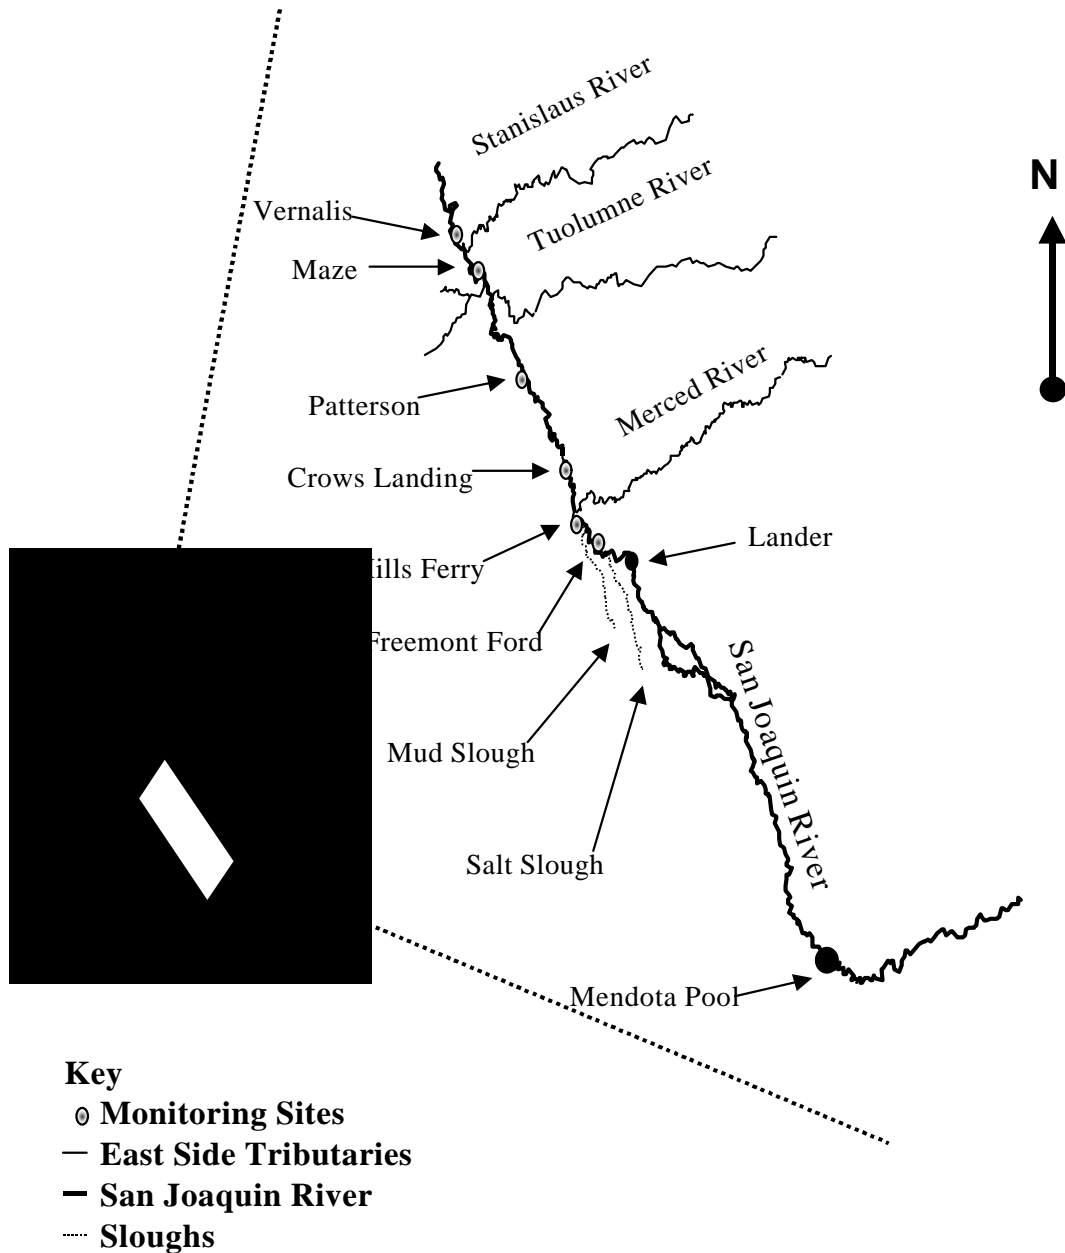 Stanislaus River
N
Tuolumne River
Vernalis
Maze
Merced River
Patterson
Crows Landing
Lander
ills Ferry
Freemont Ford
San Joaquin River
Mud Slough
Salt Slough
Mendota Pool
Key
Monitoring Sites
East Side Tributaries
San Joaquin River
Sloughs